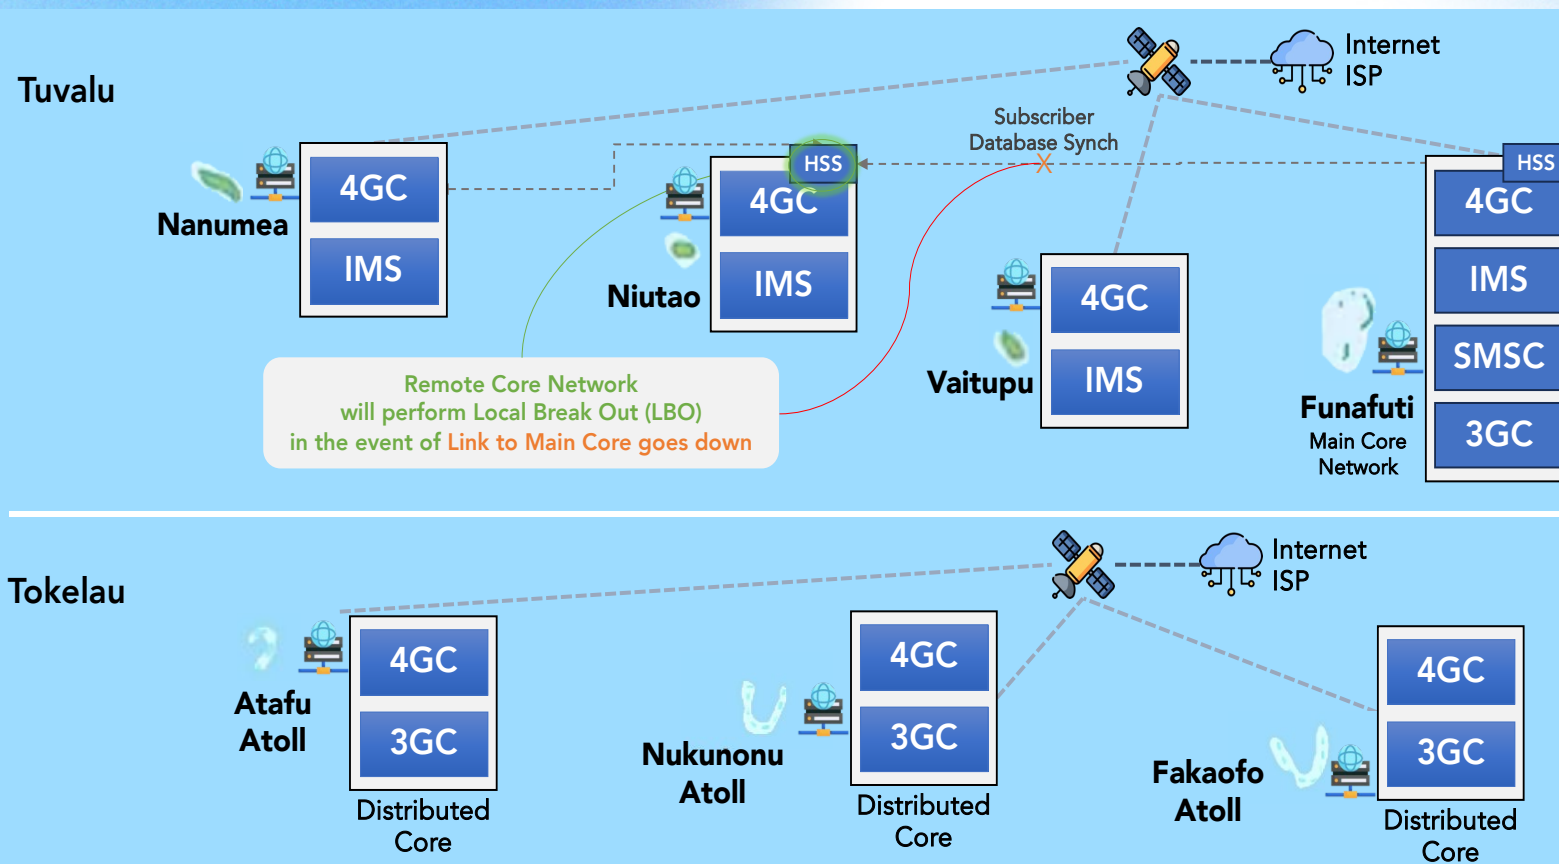 Tuvalu
Internet
ISP
Subscriber
Database Synch
X
Nanumea
4GC
IMS
Niutao
HSS
4GC
IMS
Vaitupu
4GC
IMS
Funafuti
Main Core
Network
HSS
4GC
IMS
SMSC
3GC
Remote Core Network
will perform Local Break Out (LBO)
in the event of Link to Main Core goes down
Tokelau
Internet
ISP
Atafu
Atoll
4GC
3GC
Distributed
Core
Nukunonu
Atoll
4GC
3GC
Distributed
Core
Fakaofo
Atoll
4GC
3GC
Distributed
Core